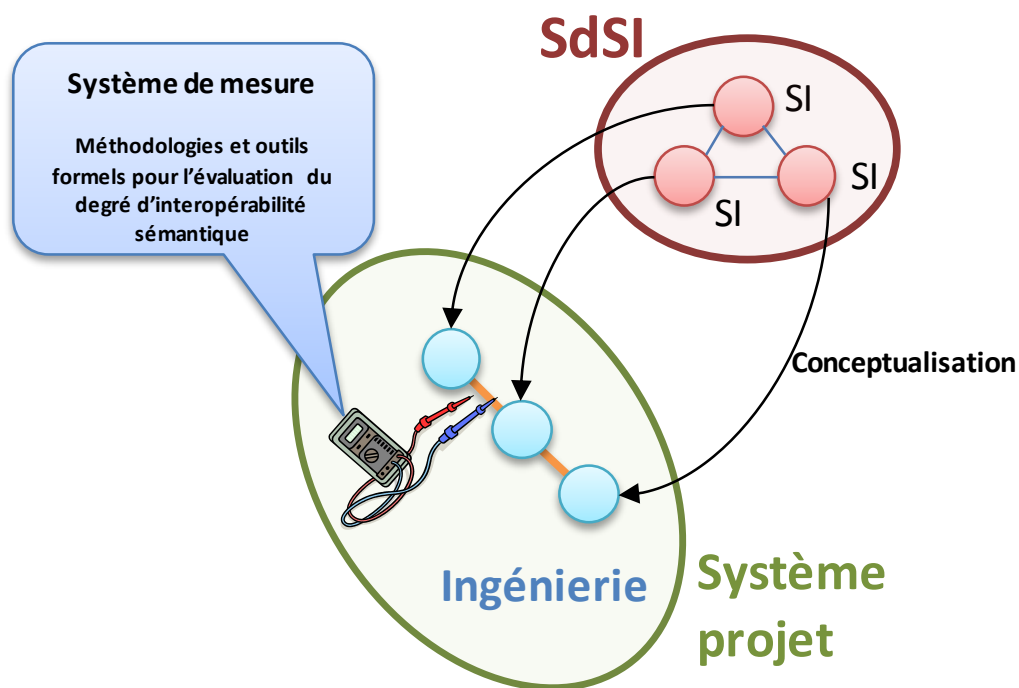 SdSI
Système de mesure
Méthodologies et outils
formels pour l’évaluation du
degré d’interopérabilité
sémantique
SI
SI
SI
Conceptualisation
Ingénierie
Système
projet